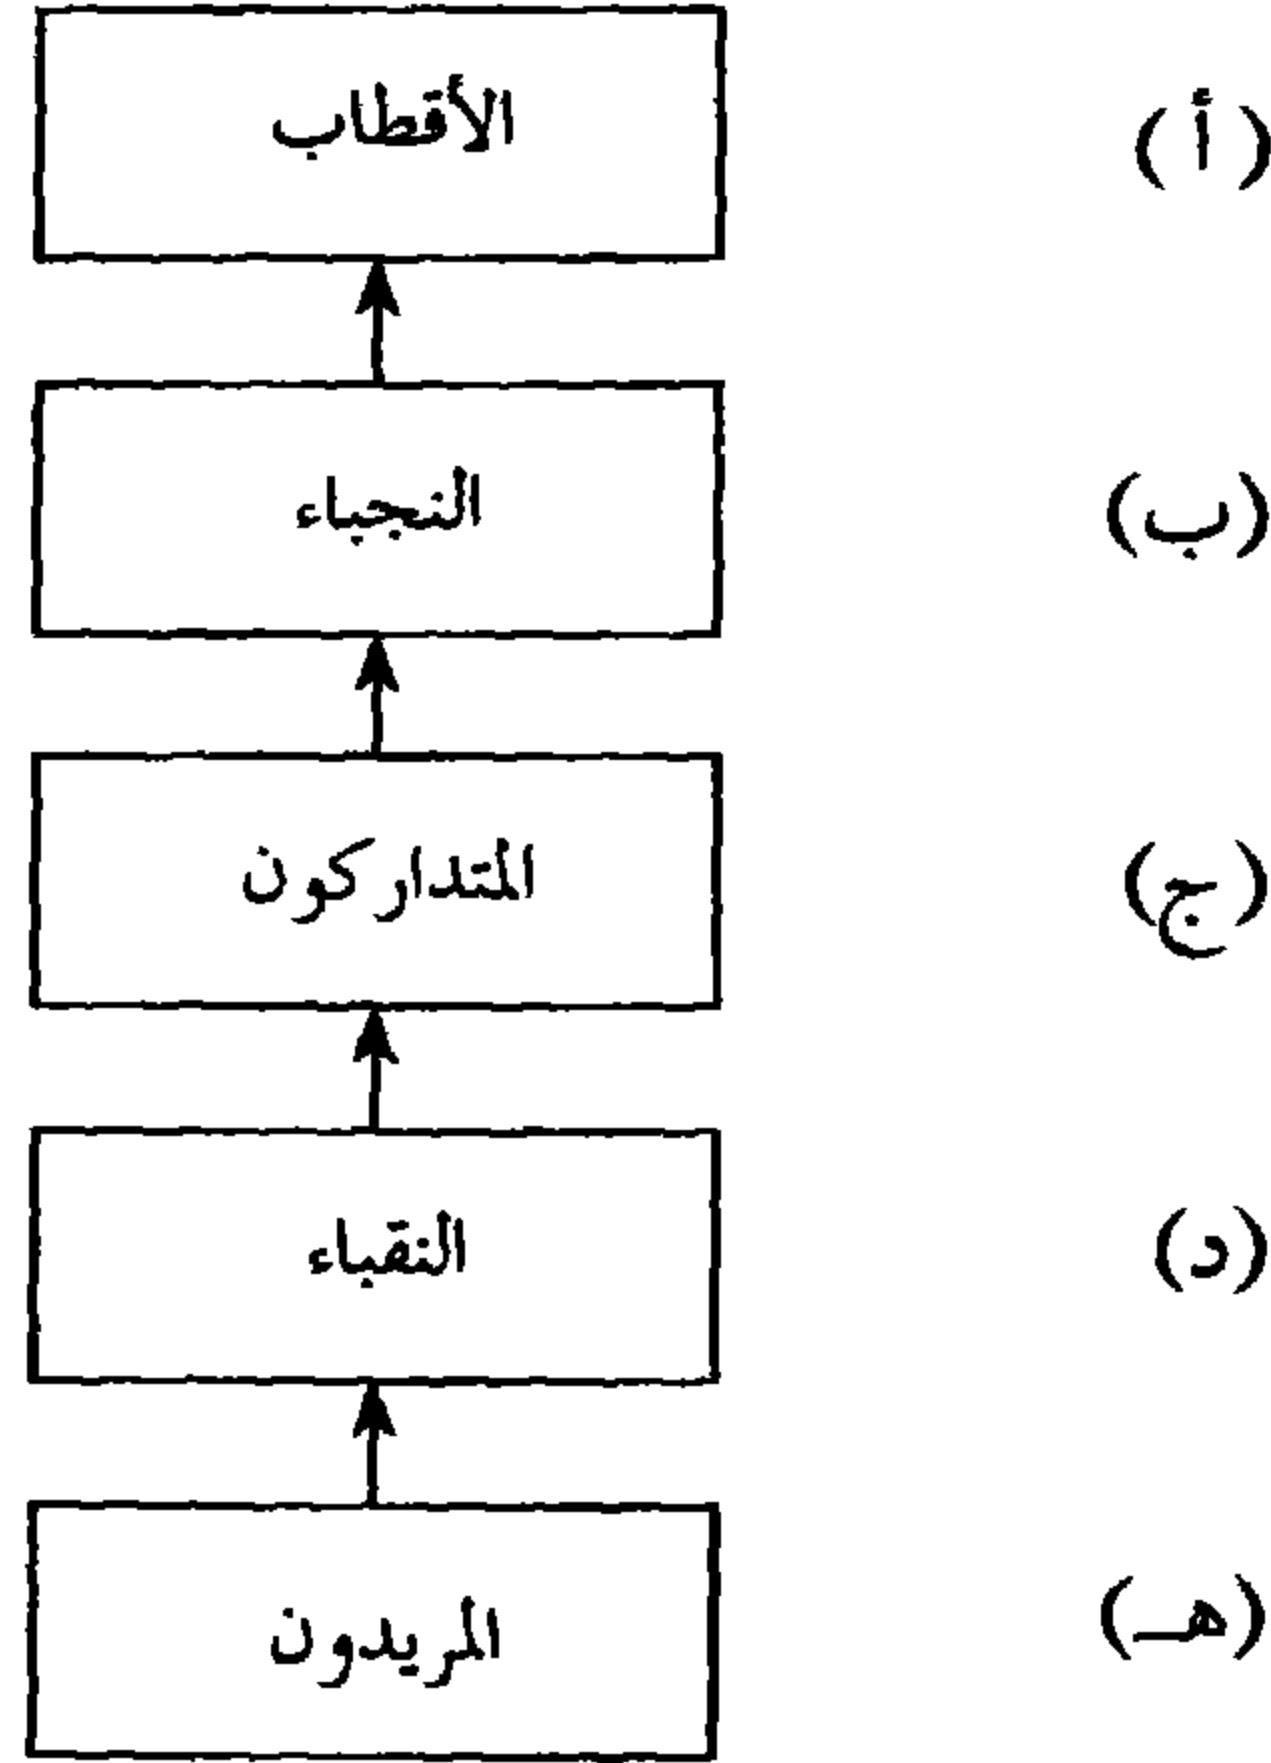 (أ) الأقطاب
(ب) النجباء
(ج) المتداركون
(د) النقباء
(هـ) المريدون